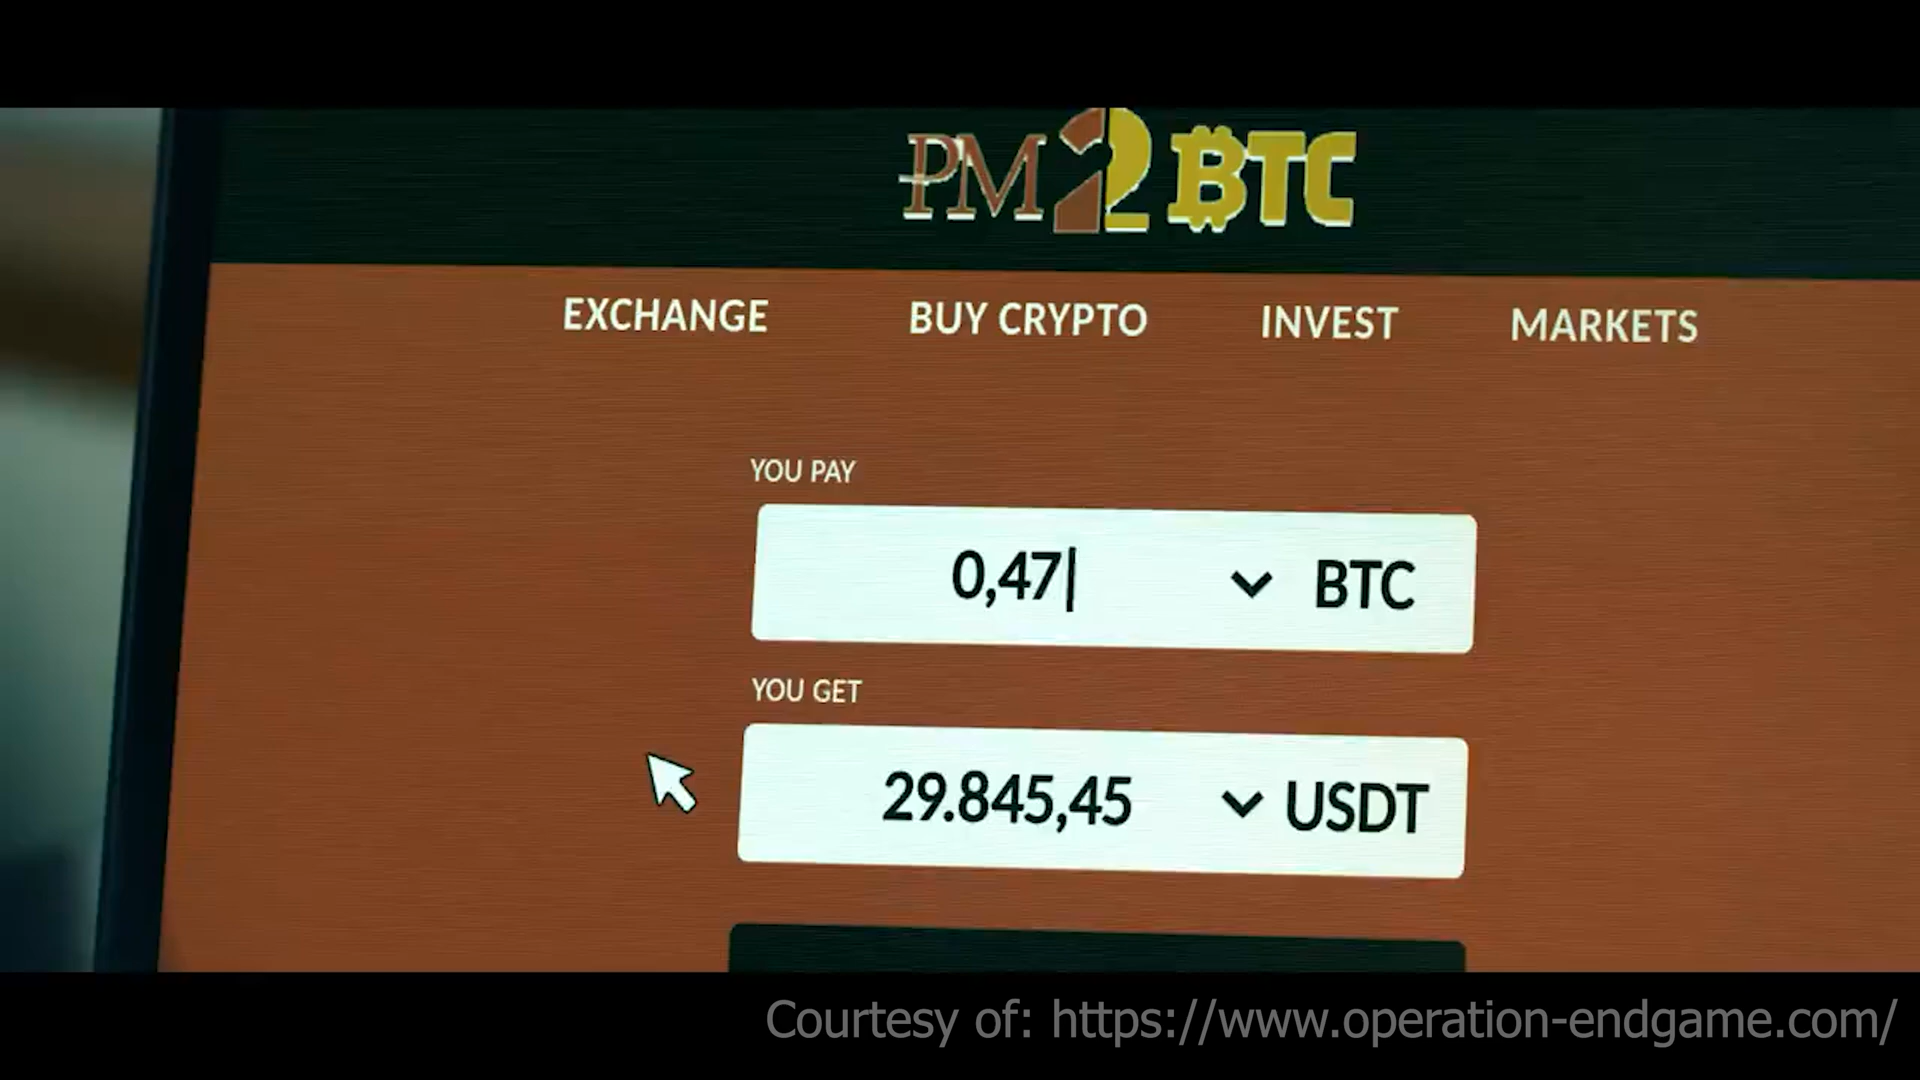 PM2BTC
EXCHANGE BUY CRYPTO INVEST MARKETS
YOU PAY
0,47 BTC
YOU GET
29.845,45 USDT
Courtesy of: https://www.operation-endgame.com/